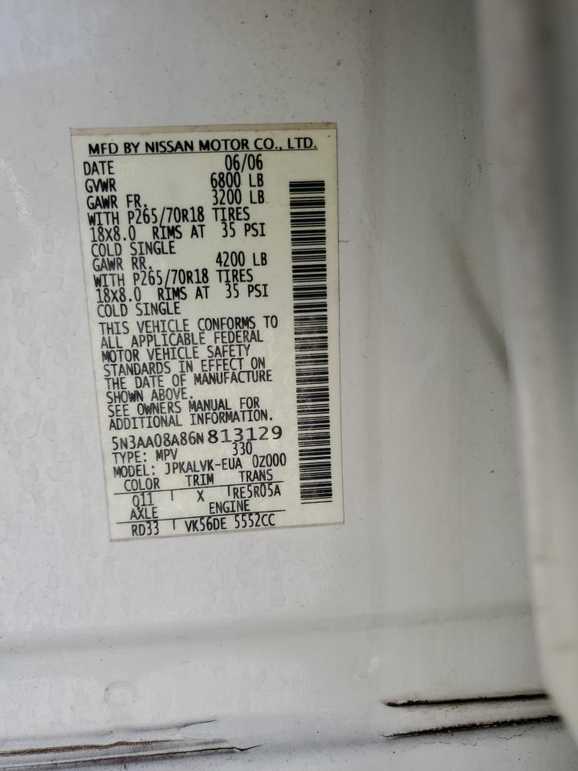 MFD BY NISSAN MOTOR CO., LTD.
DATE 06/06
GVWR 6800 LB
GAWR FR. 3200 LB
WITH P265/70R18 TIRES
18X8.0 RIMS AT 35 PSI
COLD SINGLE
GAWR RR. 4200 LB
WITH P265/70R18 TIRES
18X8.0 RIMS AT 35 PSI
COLD SINGLE
THIS VEHICLE CONFORMS TO
ALL APPLICABLE FEDERAL
MOTOR VEHICLE SAFETY
STANDARDS IN EFFECT ON
THE DATE OF MANUFACTURE
SHOWN ABOVE.
SEE OWNERS MANUAL FOR
ADDITIONAL INFORMATION.
5N3AA08A86N813129
TYPE: MPV 330
MODEL: JPKALVK-EUA 0Z000
COLOR TRIM TRANS
Q11 X RE5R05A
AXLE ENGINE
RD33 VK56DE 5552CC